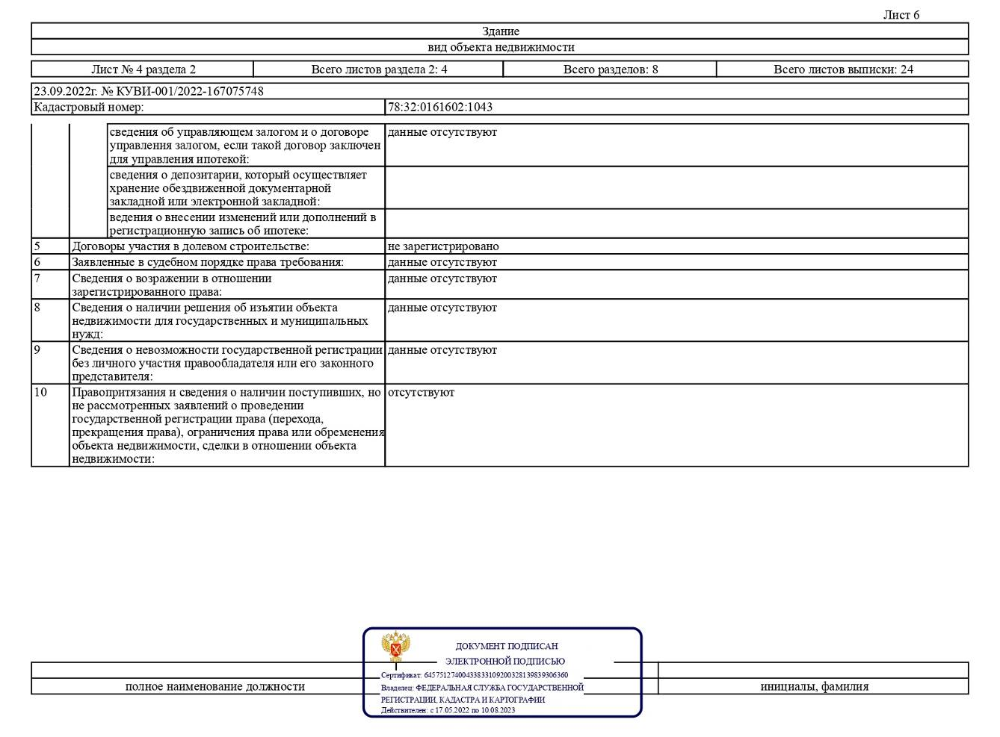 Лист 6
Здание
вид объекта недвижимости
Лист № 4 раздела 2
Всего листов раздела 2: 4
Всего разделов: 8
Всего листов выписки: 24
23.09.2022г. № КУВИ-001/2022-167075748
Кадастровый номер:
78:32:0161602:1043
сведения об управляющем залогом и о договоре
управления залогом, если такой договор заключен
для управления ипотекой:
данные отсутствуют
сведения о депозитарии, который осуществляет
хранение обездвиженной документарной
закладной или электронной закладной:
ведения о внесении изменений или дополнений в
регистрационную запись об ипотеке:
5
Договоры участия в долевом строительстве:
не зарегистрировано
6
Заявленные в судебном порядке права требования:
данные отсутствуют
7
Сведения о возражении в отношении
зарегистрированного права:
данные отсутствуют
8
Сведения о наличии решения об изъятии объекта
недвижимости для государственных и муниципальных
нужд:
данные отсутствуют
9
Сведения о невозможности государственной регистрации
без личного участия правообладателя или его законного
представителя:
данные отсутствуют
10
Правопритязания и сведения о наличии поступивших, но
не рассмотренных заявлений о проведении
государственной регистрации права (перехода,
прекращения права), ограничения права или обременения
объекта недвижимости, сделки в отношении объекта
недвижимости:
отсутствуют
ДОКУМЕНТ ПОДПИСАН
ЭЛЕКТРОННОЙ ПОДПИСЬЮ
Сертификат: 64575127400433833109200328139839306360
Владелец: ФЕДЕРАЛЬНАЯ СЛУЖБА ГОСУДАРСТВЕННОЙ
РЕГИСТРАЦИИ, КАДАСТРА И КАРТОГРАФИИ
Действителен: с 17.05.2022 по 10.08.2023
полное наименование должности
инициалы, фамилия